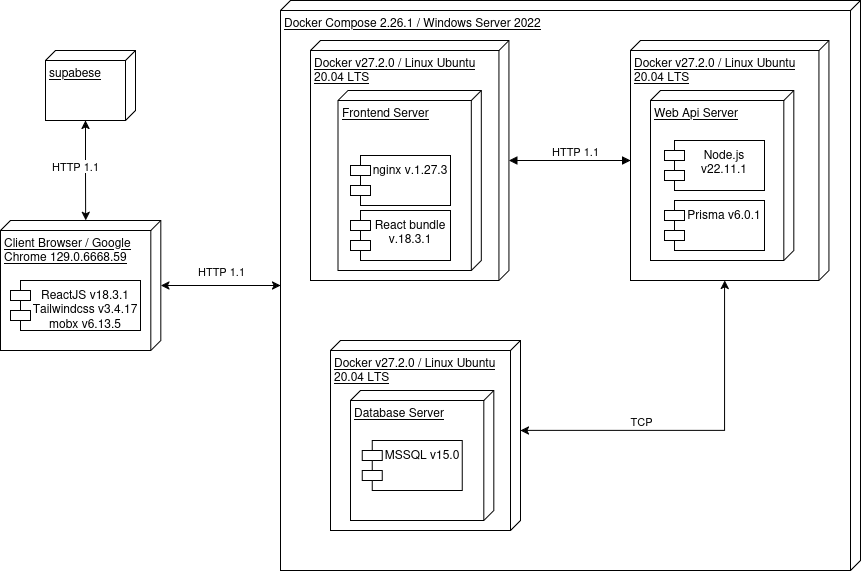 Docker Compose 2.26.1 / Windows Server 2022
supabese
HTTP 1.1
Client Browser / Google
Chrome 129.0.6668.59
ReactJS v18.3.1
Tailwindcss v3.4.17
mobx v6.13.5
HTTP 1.1
Docker v27.2.0 / Linux Ubuntu
20.04 LTS
Frontend Server
nginx v.1.27.3
React bundle
v.18.3.1
HTTP 1.1
Docker v27.2.0 / Linux Ubuntu
20.04 LTS
Web Api Server
Node.js
v22.11.1
Prisma v6.0.1
Docker v27.2.0 / Linux Ubuntu
20.04 LTS
Database Server
MSSQL v15.0
TCP